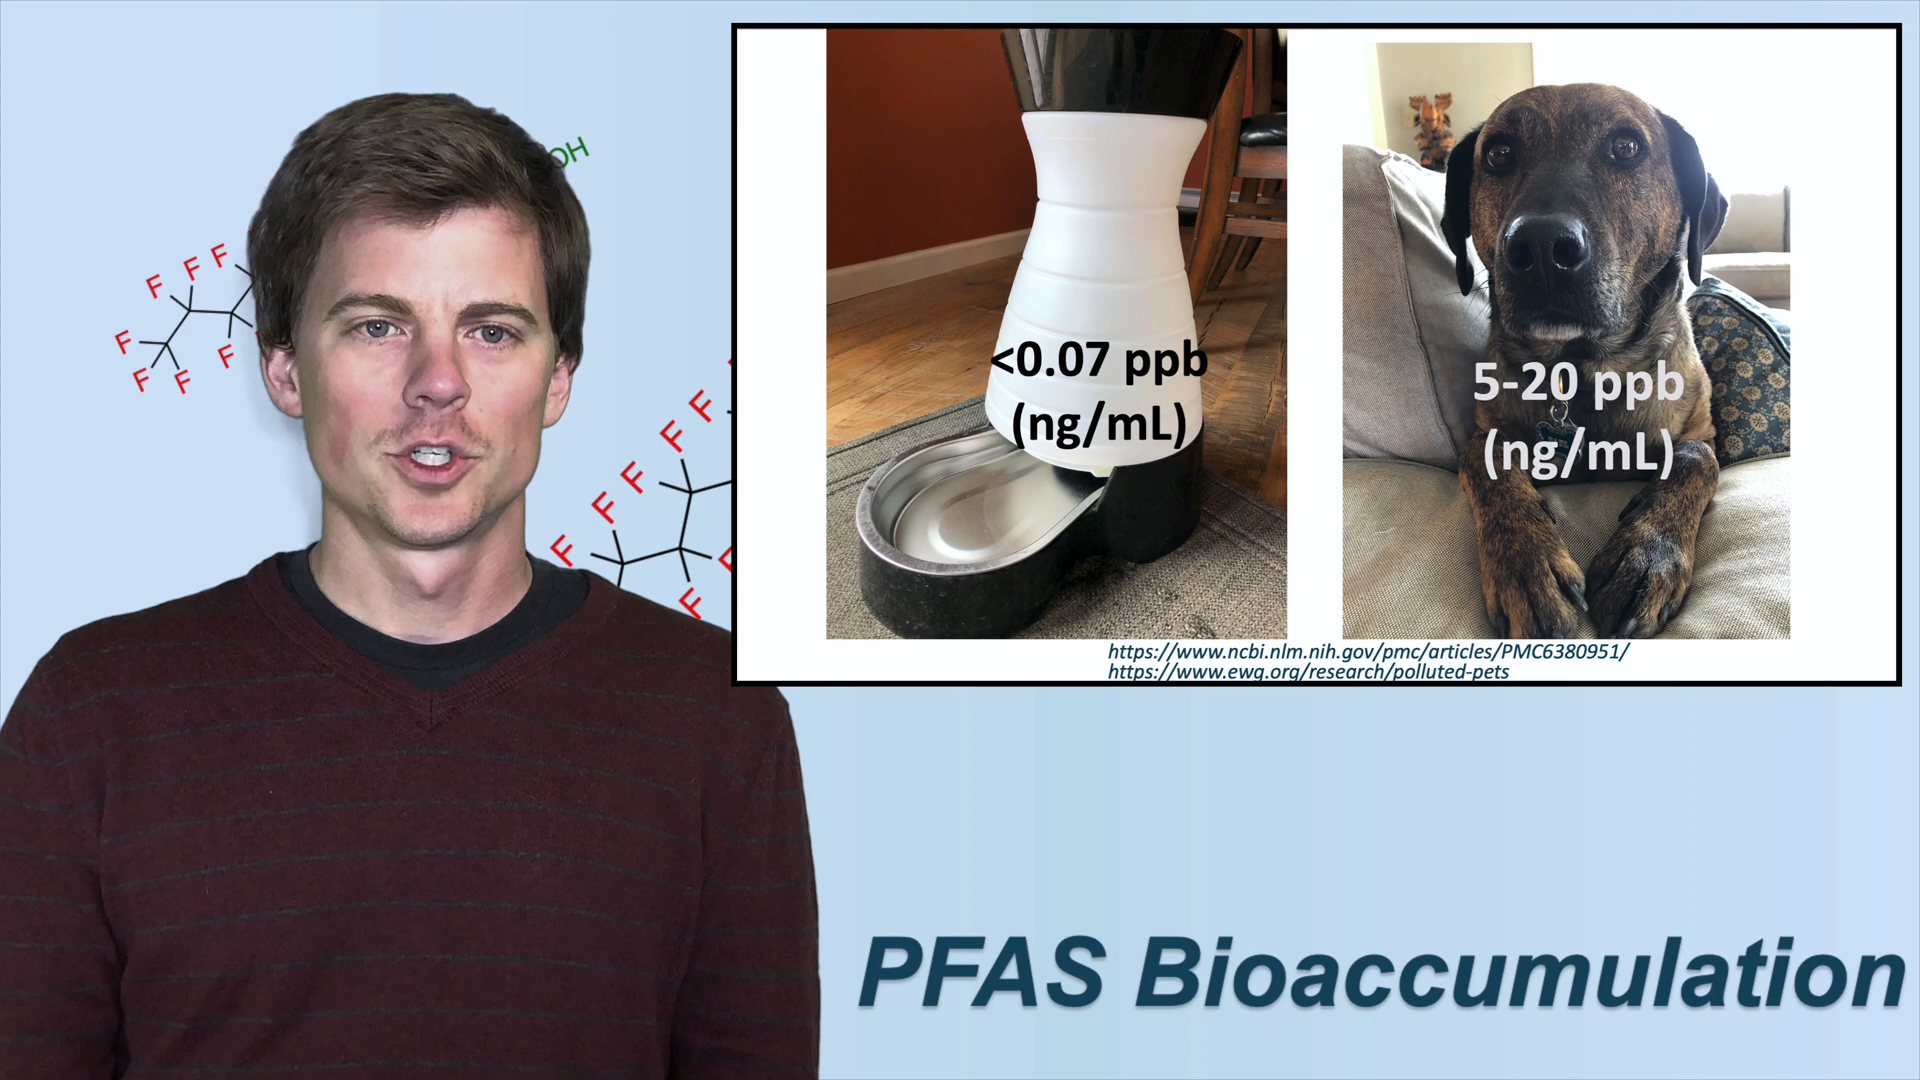 OH
F F F
F
F
F F
F
F
F
F
F
F
F
<0.07 ppb
(ng/mL)
5-20 ppb
(ng/mL)
https://www.ncbi.nlm.nih.gov/pmc/articles/PMC6380951/
https://www.ewg.org/research/polluted-pets
PFAS Bioaccumulation